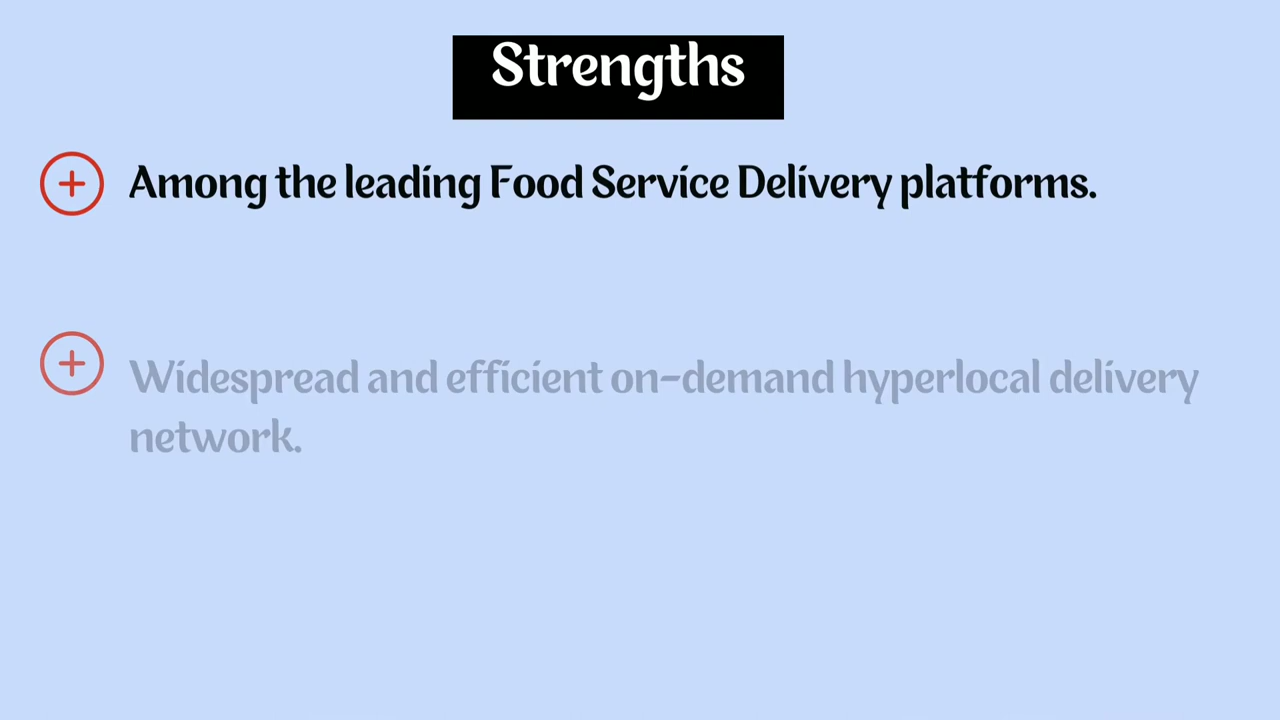 Strengths
Among the leading Food Service Delivery platforms.
Widespread and efficient on-demand hyperlocal delivery
network.